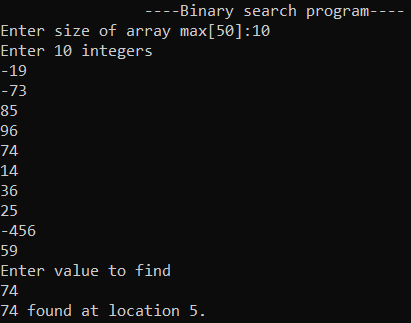 ----Binary search program----
Enter size of array max[50]:10
Enter 10 integers
-19
-73
85
96
74
14
36
25
-456
59
Enter value to find
74
74 found at location 5.